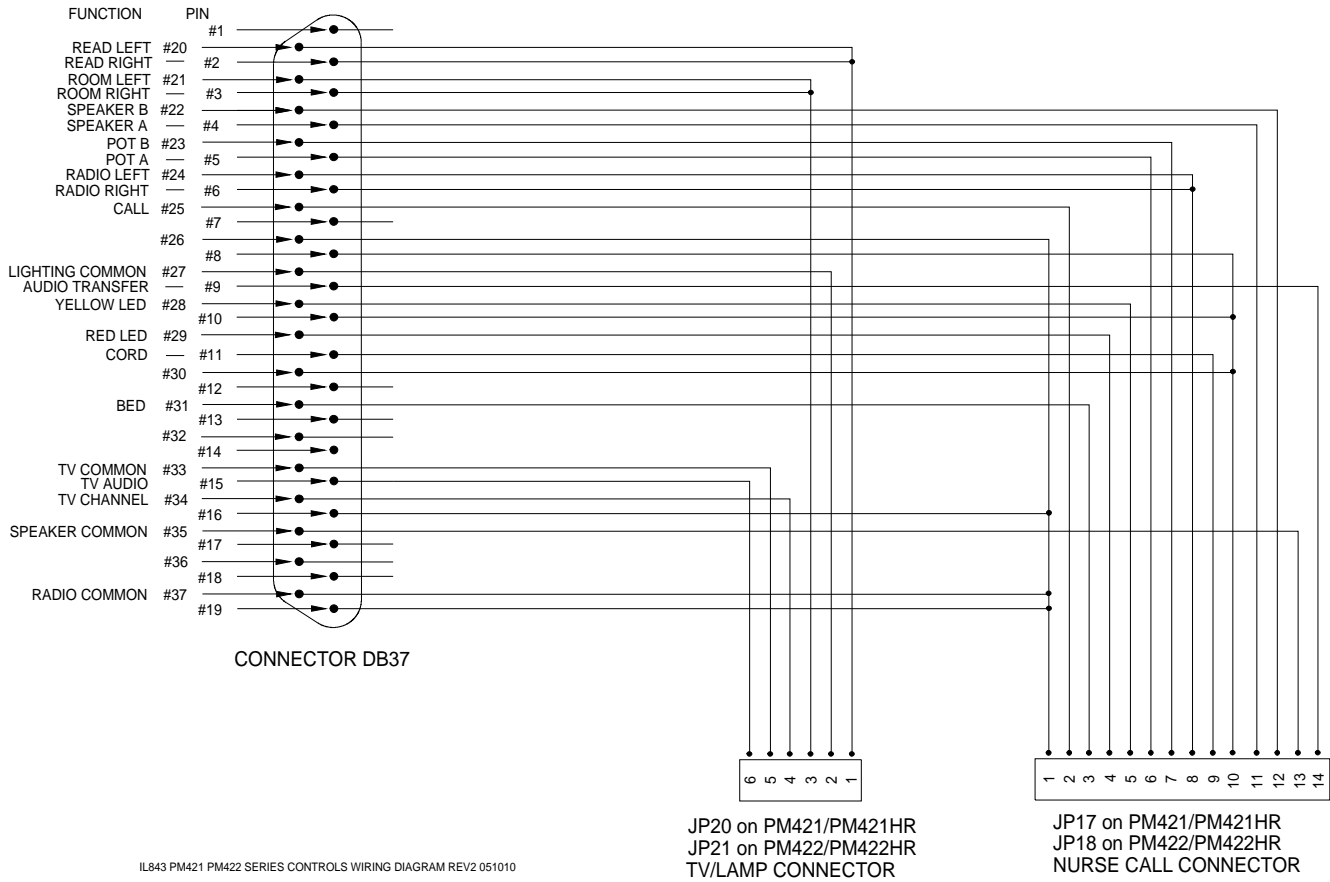 FUNCTION PIN
#1
READ LEFT #20
READ RIGHT — #2
ROOM LEFT #21
ROOM RIGHT — #3
SPEAKER B #22
SPEAKER A — #4
POT B #23
POT A — #5
RADIO LEFT #24
RADIO RIGHT — #6
CALL #25
#7
#26
#8
LIGHTING COMMON #27
AUDIO TRANSFER — #9
YELLOW LED #28
#10
RED LED #29
CORD — #11
#30
#12
BED #31
#13
#32
#14
TV COMMON #33
TV AUDIO #15
TV CHANNEL #34
#16
SPEAKER COMMON #35
#17
#36
#18
RADIO COMMON #37
#19
CONNECTOR DB37
6 5 4 3 2 1
JP20 on PM421/PM421HR
JP21 on PM422/PM422HR
TV/LAMP CONNECTOR
1 2 3 4 5 6 7 8 9 10 11 12 13 14
JP17 on PM421/PM421HR
JP18 on PM422/PM422HR
NURSE CALL CONNECTOR
IL843 PM421 PM422 SERIES CONTROLS WIRING DIAGRAM REV2 051010